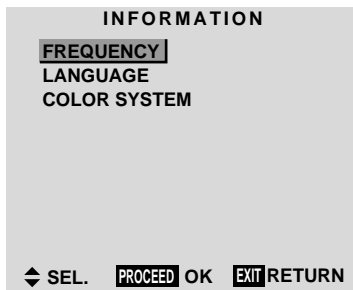 INFORMATION
FREQUENCY
LANGUAGE
COLOR SYSTEM
SEL. PROCEED OK EXIT RETURN